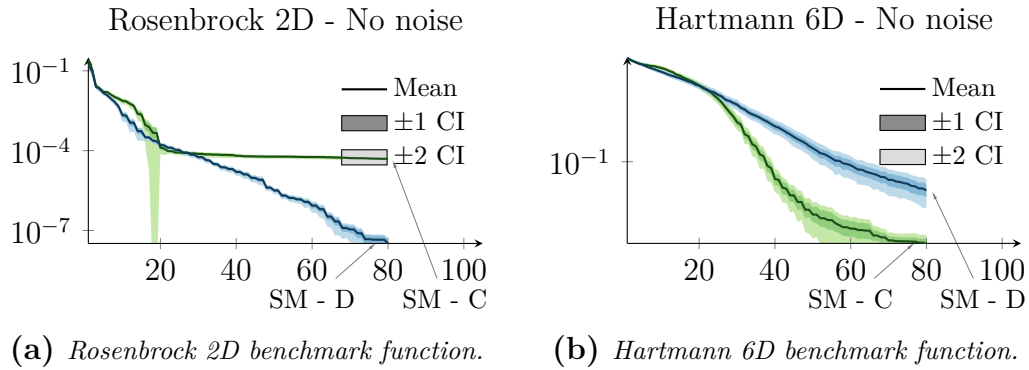 Rosenbrock 2D - No noise
10^-1
10^-4
10^-7
Mean
±1 CI
±2 CI
20 40 60 80 100
SM - D SM - C
(a) Rosenbrock 2D benchmark function.
Hartmann 6D - No noise
10^-1
Mean
±1 CI
±2 CI
20 40 60 80 100
SM - C SM - D
(b) Hartmann 6D benchmark function.